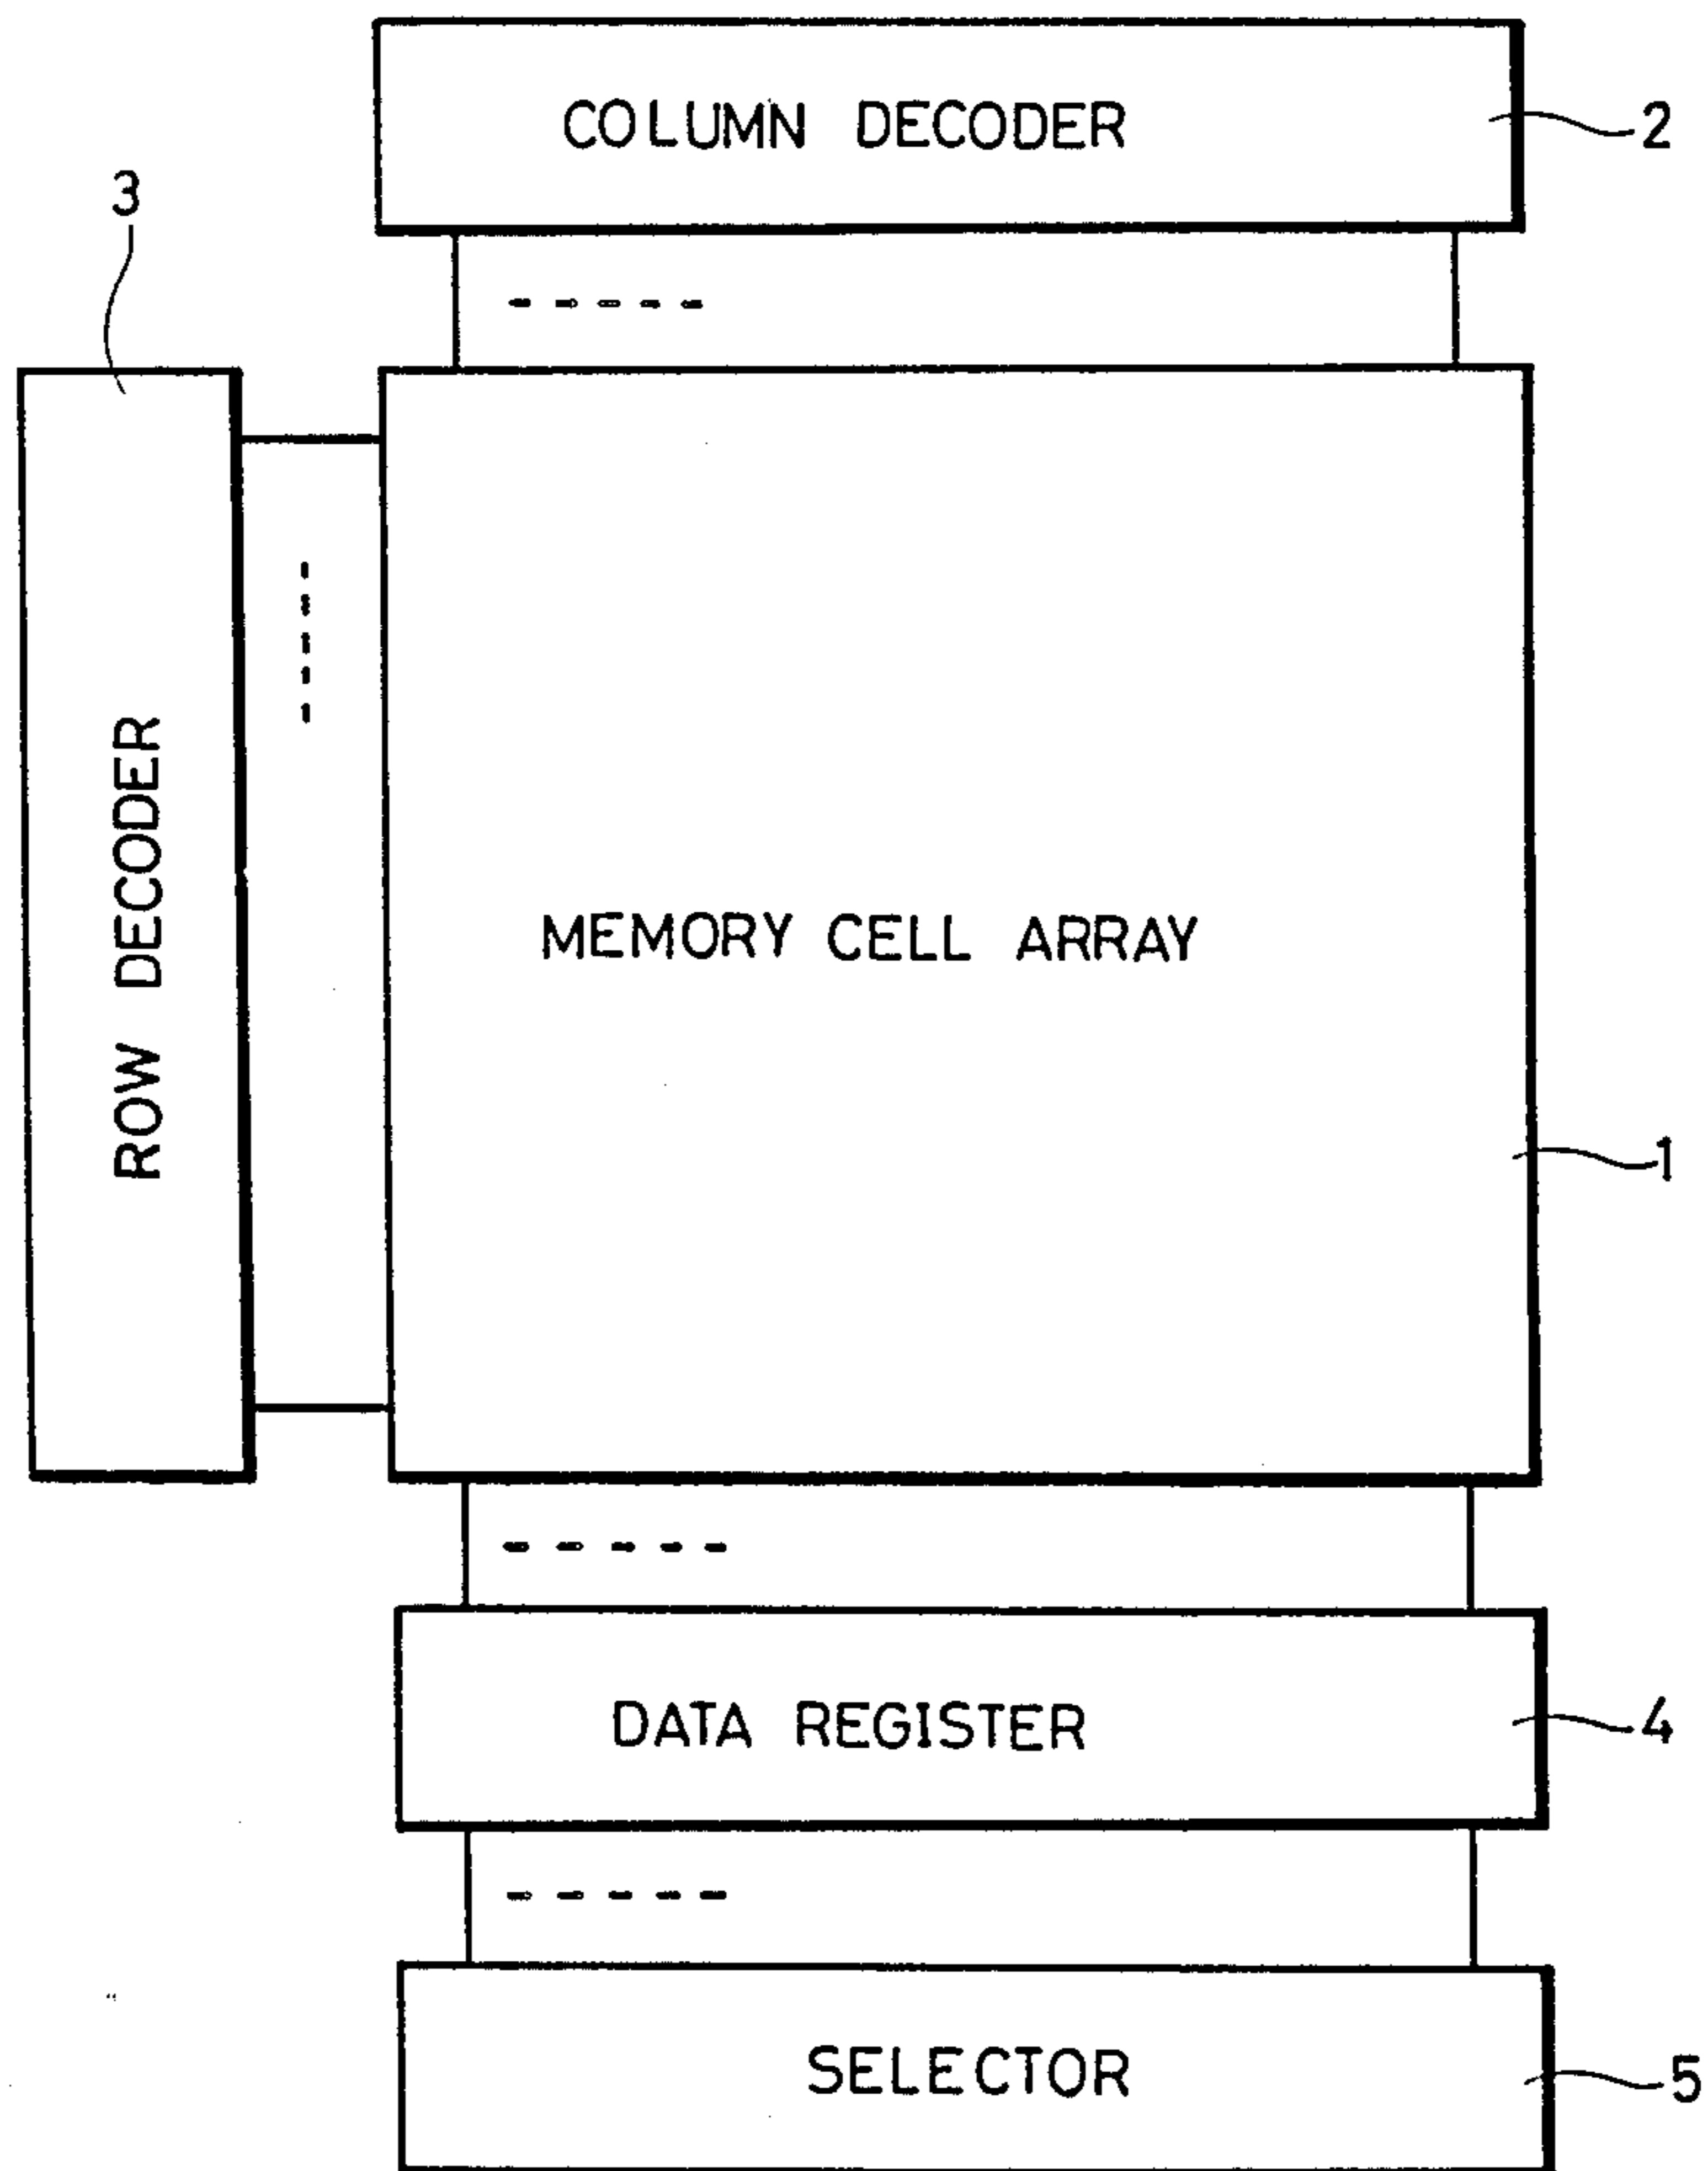 COLUMN DECODER
2
3
ROW DECODER
MEMORY CELL ARRAY
1
DATA REGISTER
4
SELECTOR
5